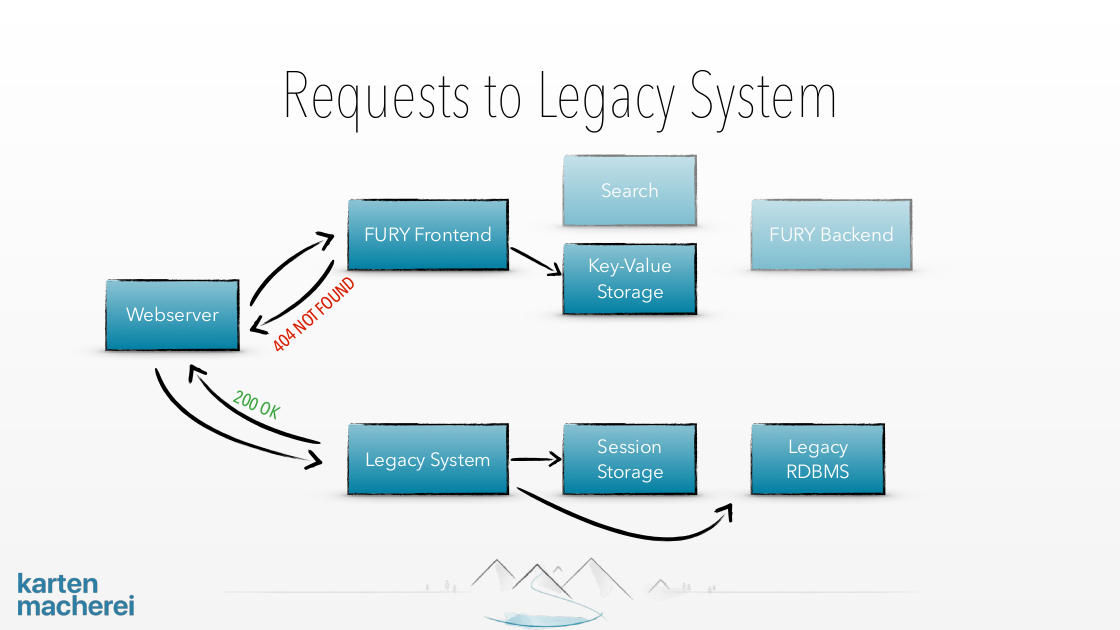 Requests to Legacy System
Search
FURY Frontend
FURY Backend
Key-Value
Storage
Webserver
404 NOT FOUND
200 OK
Legacy System
Session
Storage
Legacy
RDBMS
karten
macherei